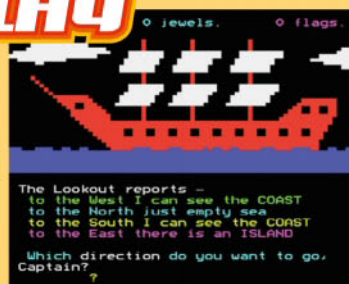 LAY
0 jewels. 0 flags.
The Lookout reports -
to the West I can see the COAST
to the North just empty sea
to the South I can see the COAST
to the East there is an ISLAND
Which direction do you want to go,
Captain?
?